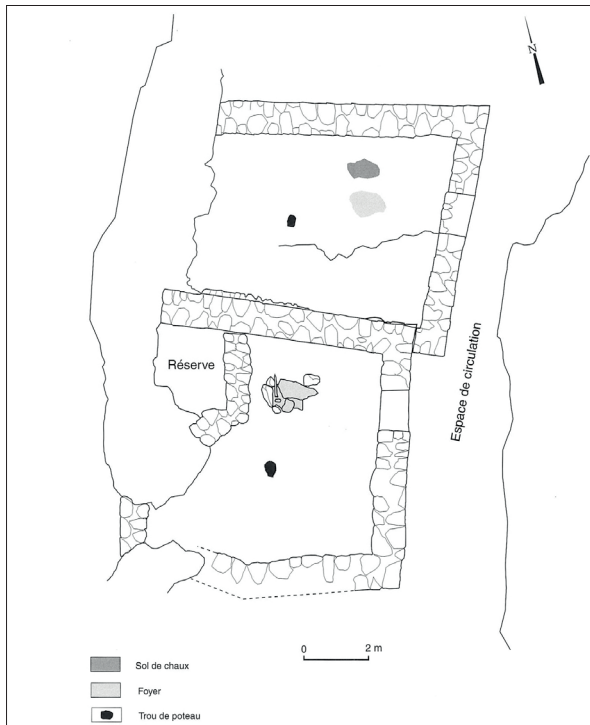 N
Réserve
Espace de circulation
0 2 m
Sol de chaux
Foyer
Trou de poteau